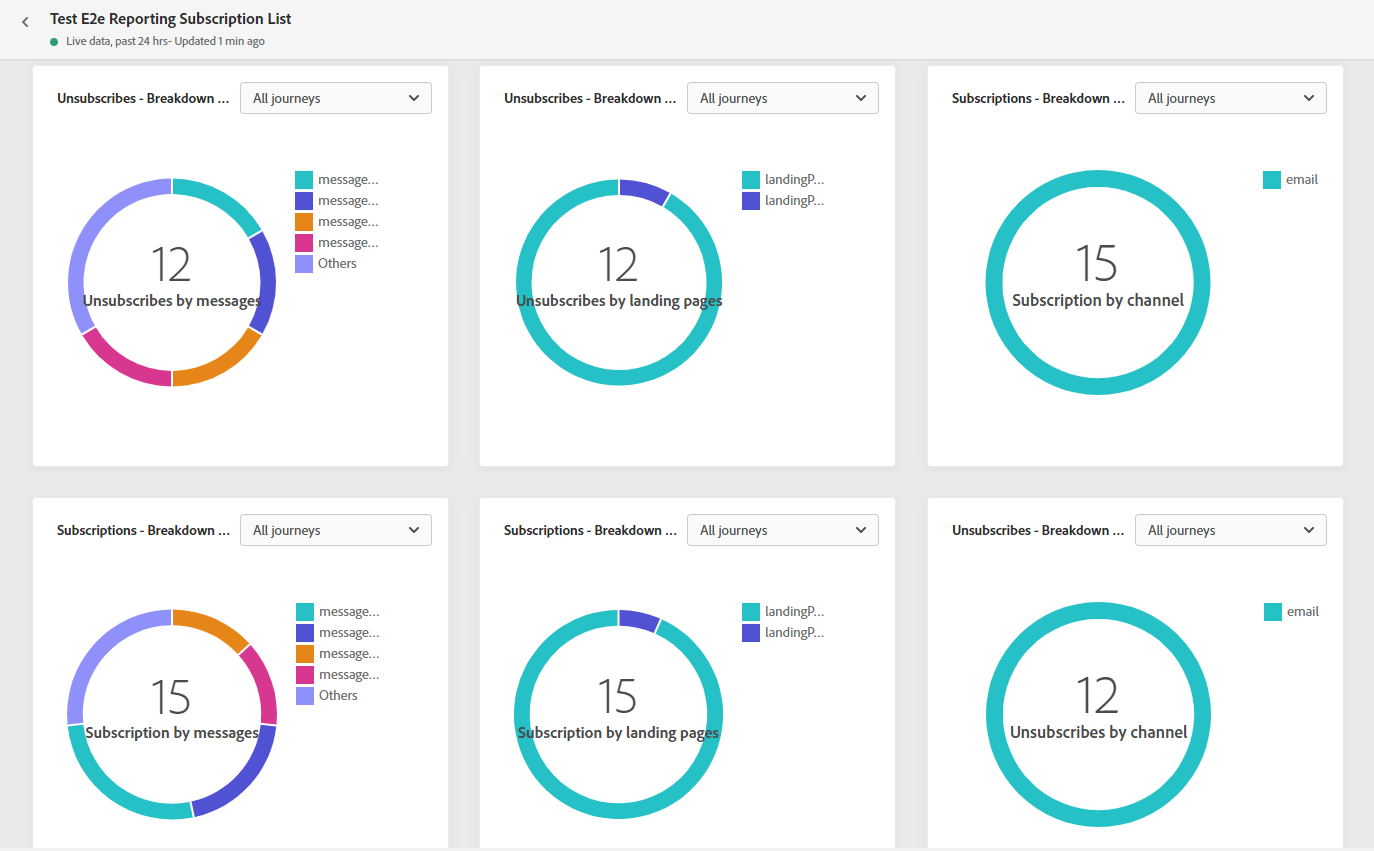 Test E2e Reporting Subscription List
Live data, past 24 hrs- Updated 1 min ago
Unsubscribes - Breakdown ...
All journeys
message...
message...
message...
message...
Others
12
Unsubscribes by messages
Unsubscribes - Breakdown ...
All journeys
landingP...
landingP...
12
Unsubscribes by landing pages
Subscriptions - Breakdown ...
All journeys
email
15
Subscription by channel
Subscriptions - Breakdown ...
All journeys
message...
message...
message...
message...
Others
15
Subscription by messages
Subscriptions - Breakdown ...
All journeys
landingP...
landingP...
15
Subscription by landing pages
Unsubscribes - Breakdown ...
All journeys
email
12
Unsubscribes by channel